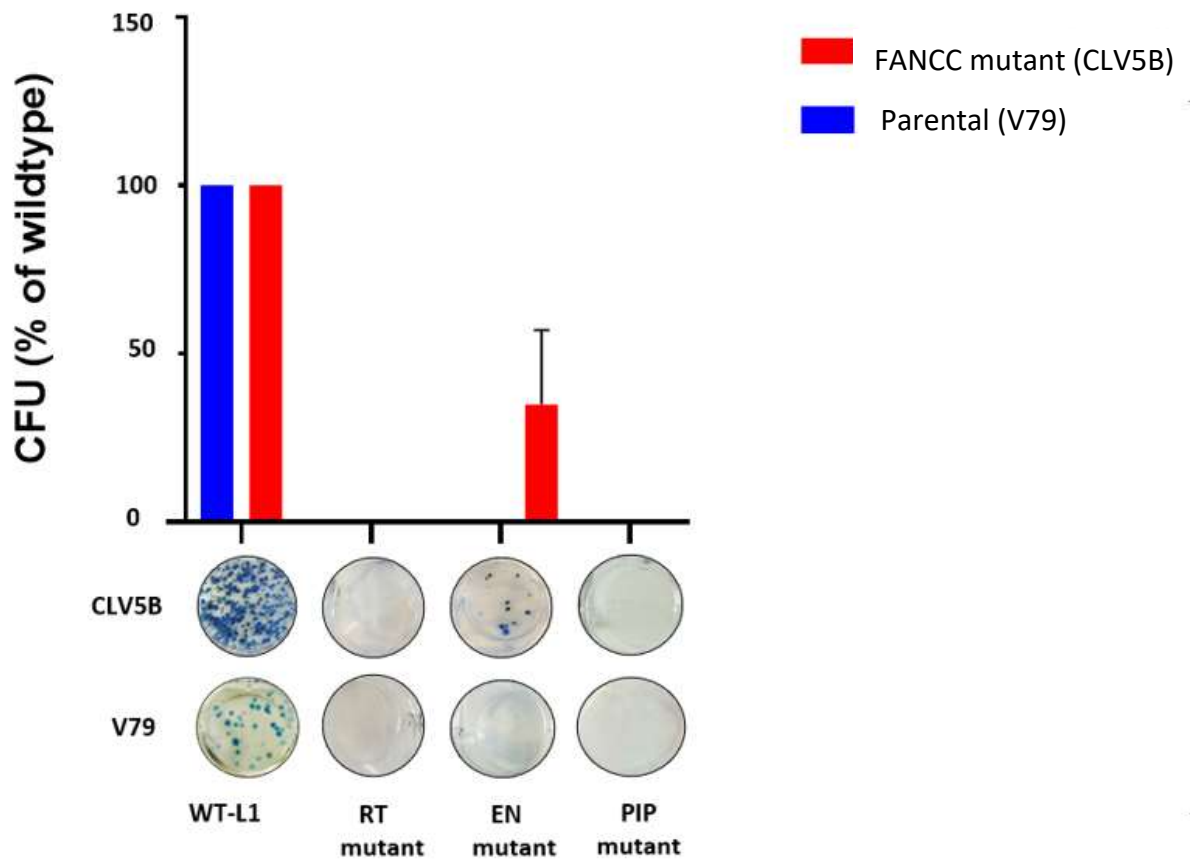 150
100
50
0
CFU (% of wildtype)
FANCC mutant (CLV5B)
Parental (V79)
CLV5B
V79
WT-L1
RT
mutant
EN
mutant
PIP
mutant